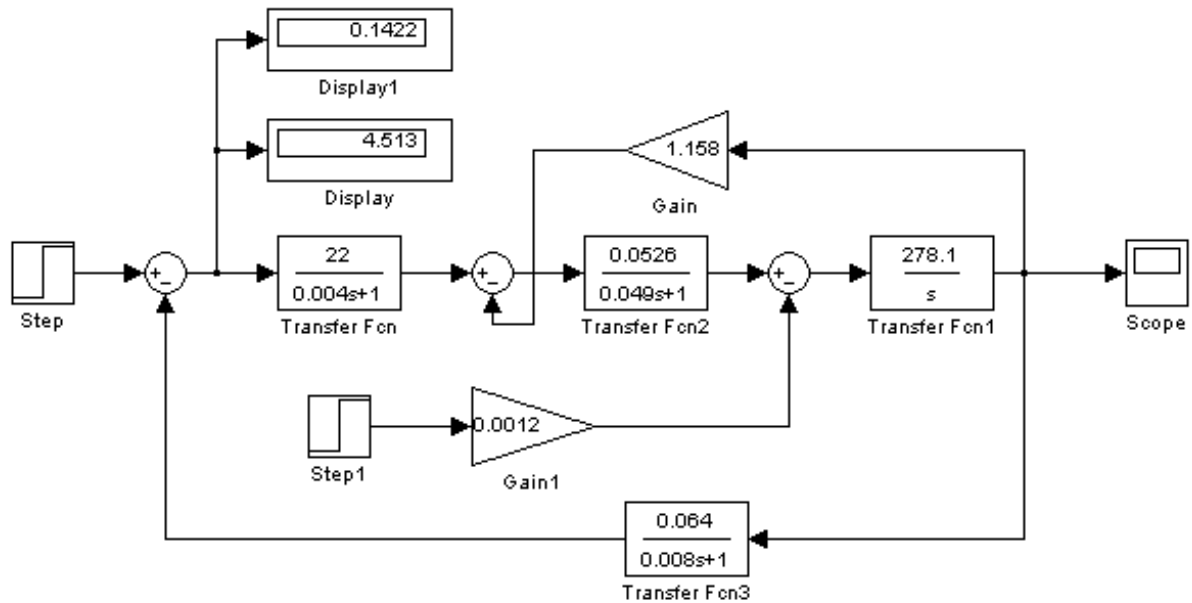 0.1422
Display1
4.513
Display
1.158
Gain
Step
22
0.004s+1
Transfer Fcn
0.0526
0.049s+1
Transfer Fcn2
278.1
s
Transfer Fcn1
Scope
Step1
0.0012
Gain1
0.064
0.008s+1
Transfer Fcn3